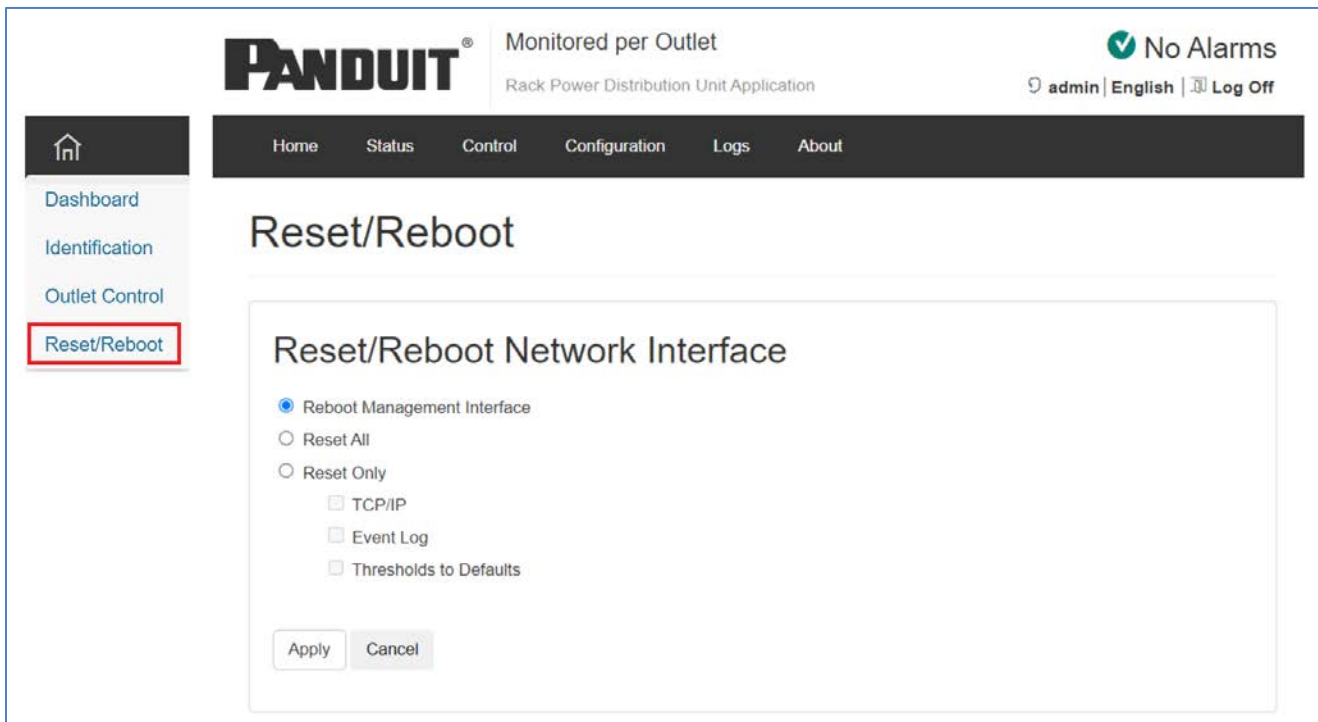 PANDUIT®
Monitored per Outlet
Rack Power Distribution Unit Application
No Alarms
admin | English | Log Off
Home Status Control Configuration Logs About
Dashboard
Identification
Outlet Control
Reset/Reboot
Reset/Reboot
Reset/Reboot Network Interface
Reboot Management Interface
Reset All
Reset Only
TCP/IP
Event Log
Thresholds to Defaults
Apply Cancel